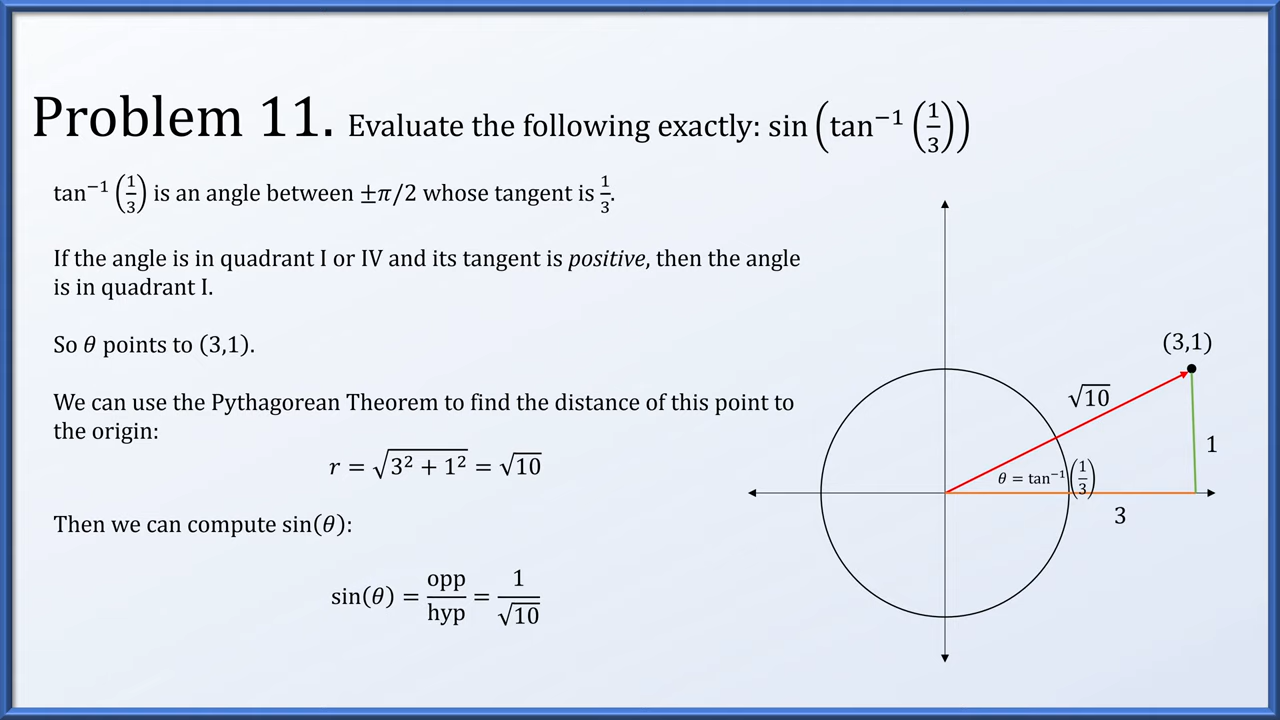 Problem 11. Evaluate the following exactly: sin (tan⁻¹ (1/3))
tan⁻¹ (1/3) is an angle between ±π/2 whose tangent is 1/3.
If the angle is in quadrant I or IV and its tangent is positive, then the angle
is in quadrant I.
So θ points to (3,1).
We can use the Pythagorean Theorem to find the distance of this point to
the origin:
r = √(3² + 1²) = √10
Then we can compute sin(θ):
sin(θ) = opp/hyp = 1/√10
(3,1)
√10
1
θ = tan⁻¹ (1/3)
3